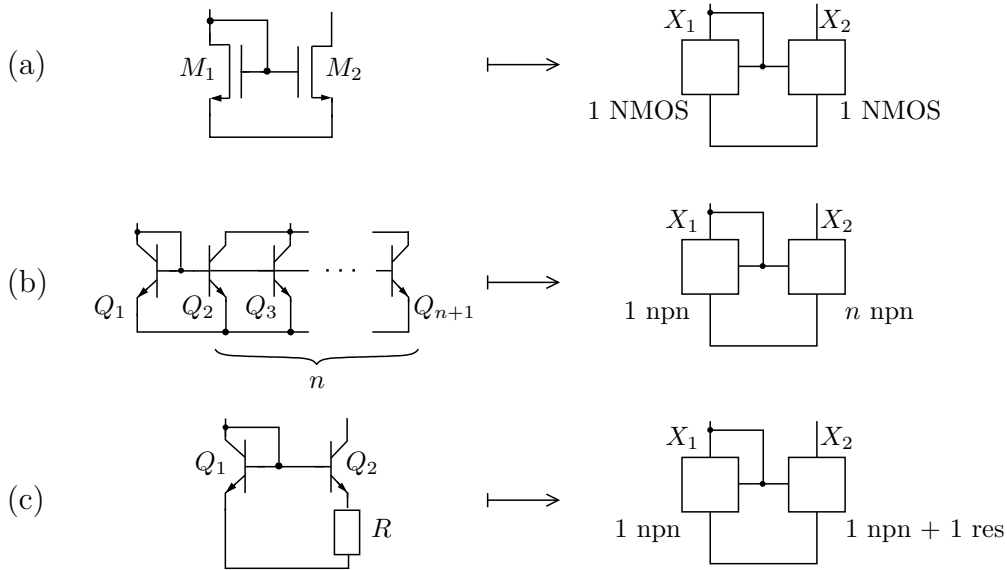 X₁ X₂
(a) M₁ M₂
1 NMOS 1 NMOS
X₁ X₂
(b) Q₁ Q₂ Q₃ · · · Qₙ₊₁ 1 npn n npn
n
X₁ X₂
Q₁ Q₂
(c) R 1 npn 1 npn + 1 res